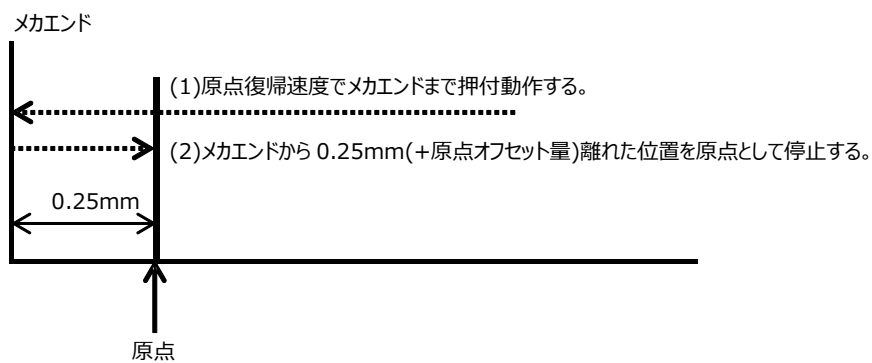 メカエンド
(1)原点復帰速度でメカエンドまで押付動作する。
(2)メカエンドから 0.25mm(+原点オフセット量)離れた位置を原点として停止する。
0.25mm
原点